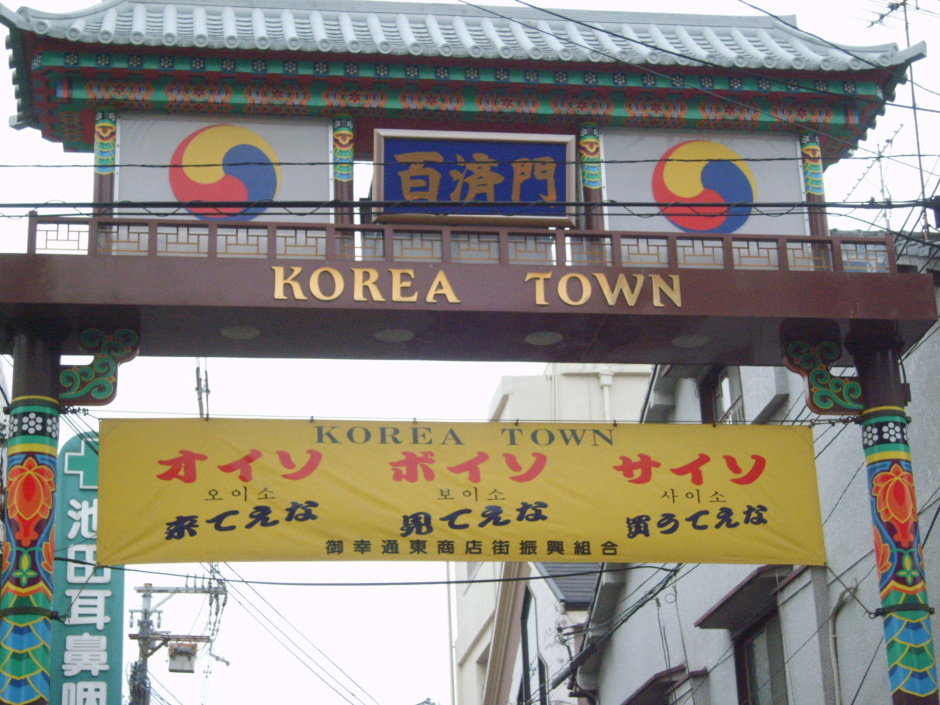 百済門
KOREA TOWN
KOREA TOWN
オイソ ボイソ サイソ
오이소 보이소 사이소
来てえな 見てえな 買うてえな
御幸通東商店街振興組合
池田耳鼻咽